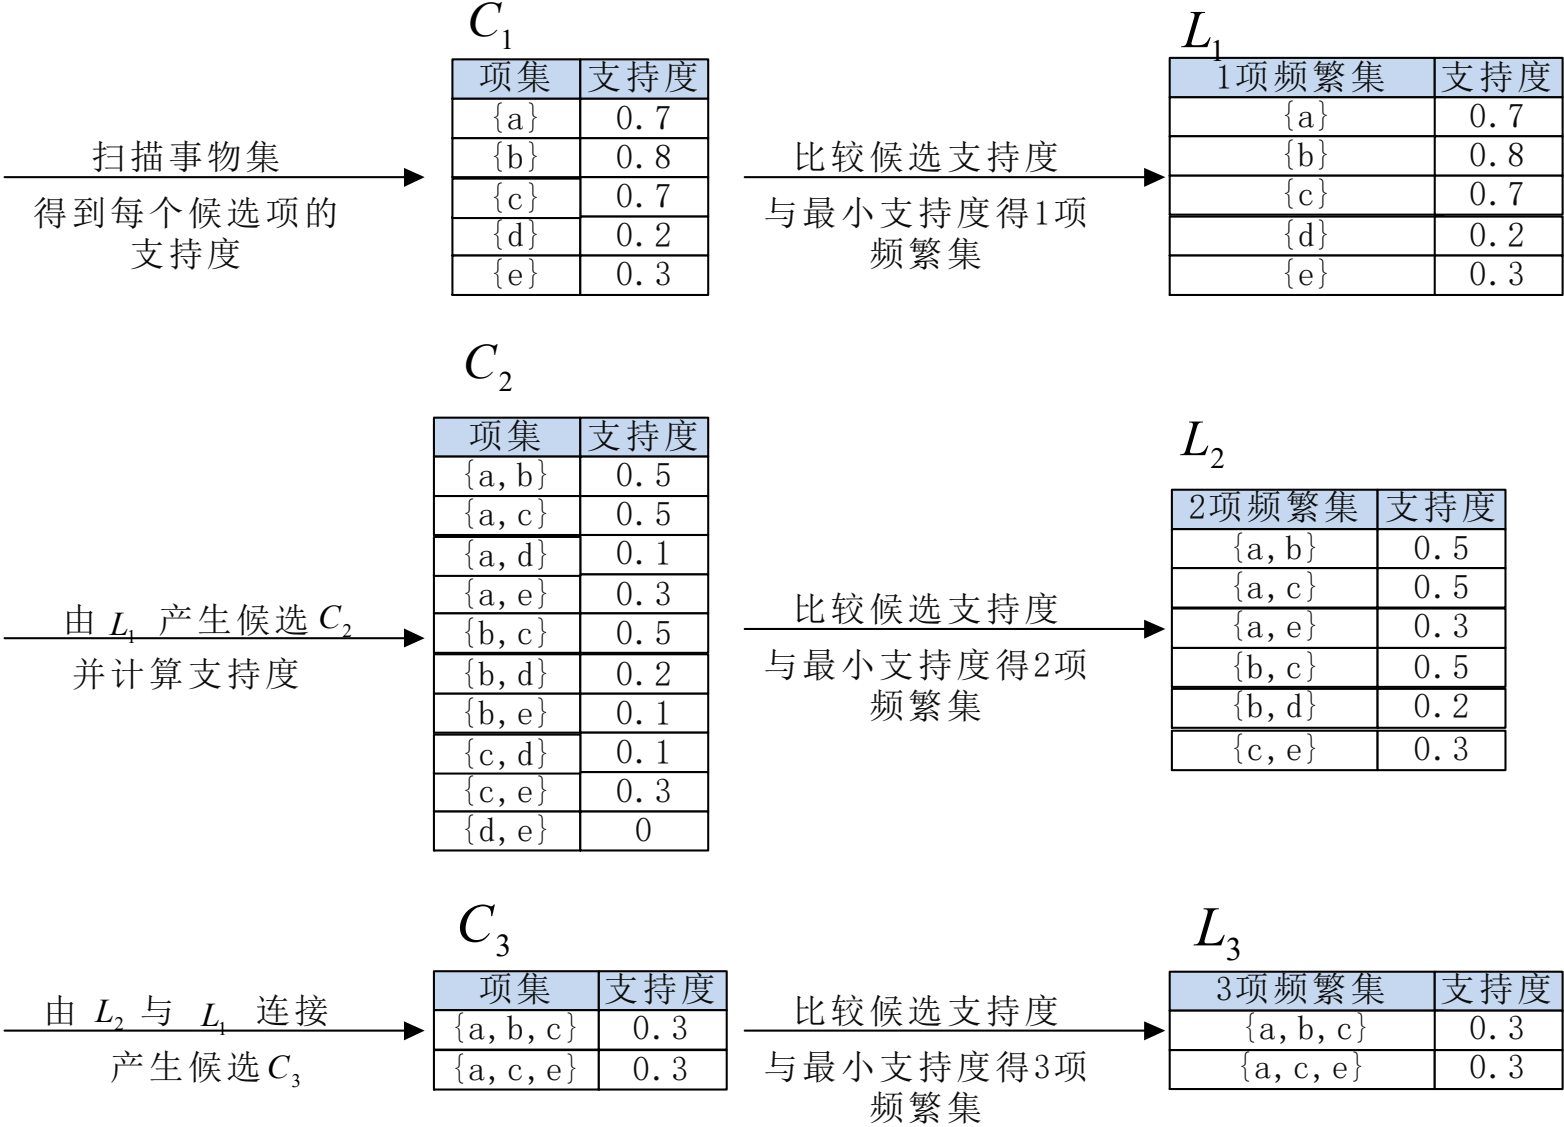 C1
L1
项集 支持度
{a} 0.7
{b} 0.8
{c} 0.7
{d} 0.2
{e} 0.3
扫描事物集
得到每个候选项的
支持度
比较候选支持度
与最小支持度得1项
频繁集
1项频繁集 支持度
{a} 0.7
{b} 0.8
{c} 0.7
{d} 0.2
{e} 0.3
C2
L2
由 L1 产生候选C2
并计算支持度
项集 支持度
{a,b} 0.5
{a,c} 0.5
{a,d} 0.1
{a,e} 0.3
{b,c} 0.5
{b,d} 0.2
{b,e} 0.1
{c,d} 0.1
{c,e} 0.3
{d,e} 0
比较候选支持度
与最小支持度得2项
频繁集
2项频繁集 支持度
{a,b} 0.5
{a,c} 0.5
{a,e} 0.3
{b,c} 0.5
{b,d} 0.2
{c,e} 0.3
C3
L3
由 L2 与 L1 连接
产生候选C3
项集 支持度
{a,b,c} 0.3
{a,c,e} 0.3
比较候选支持度
与最小支持度得3项
频繁集
3项频繁集 支持度
{a,b,c} 0.3
{a,c,e} 0.3